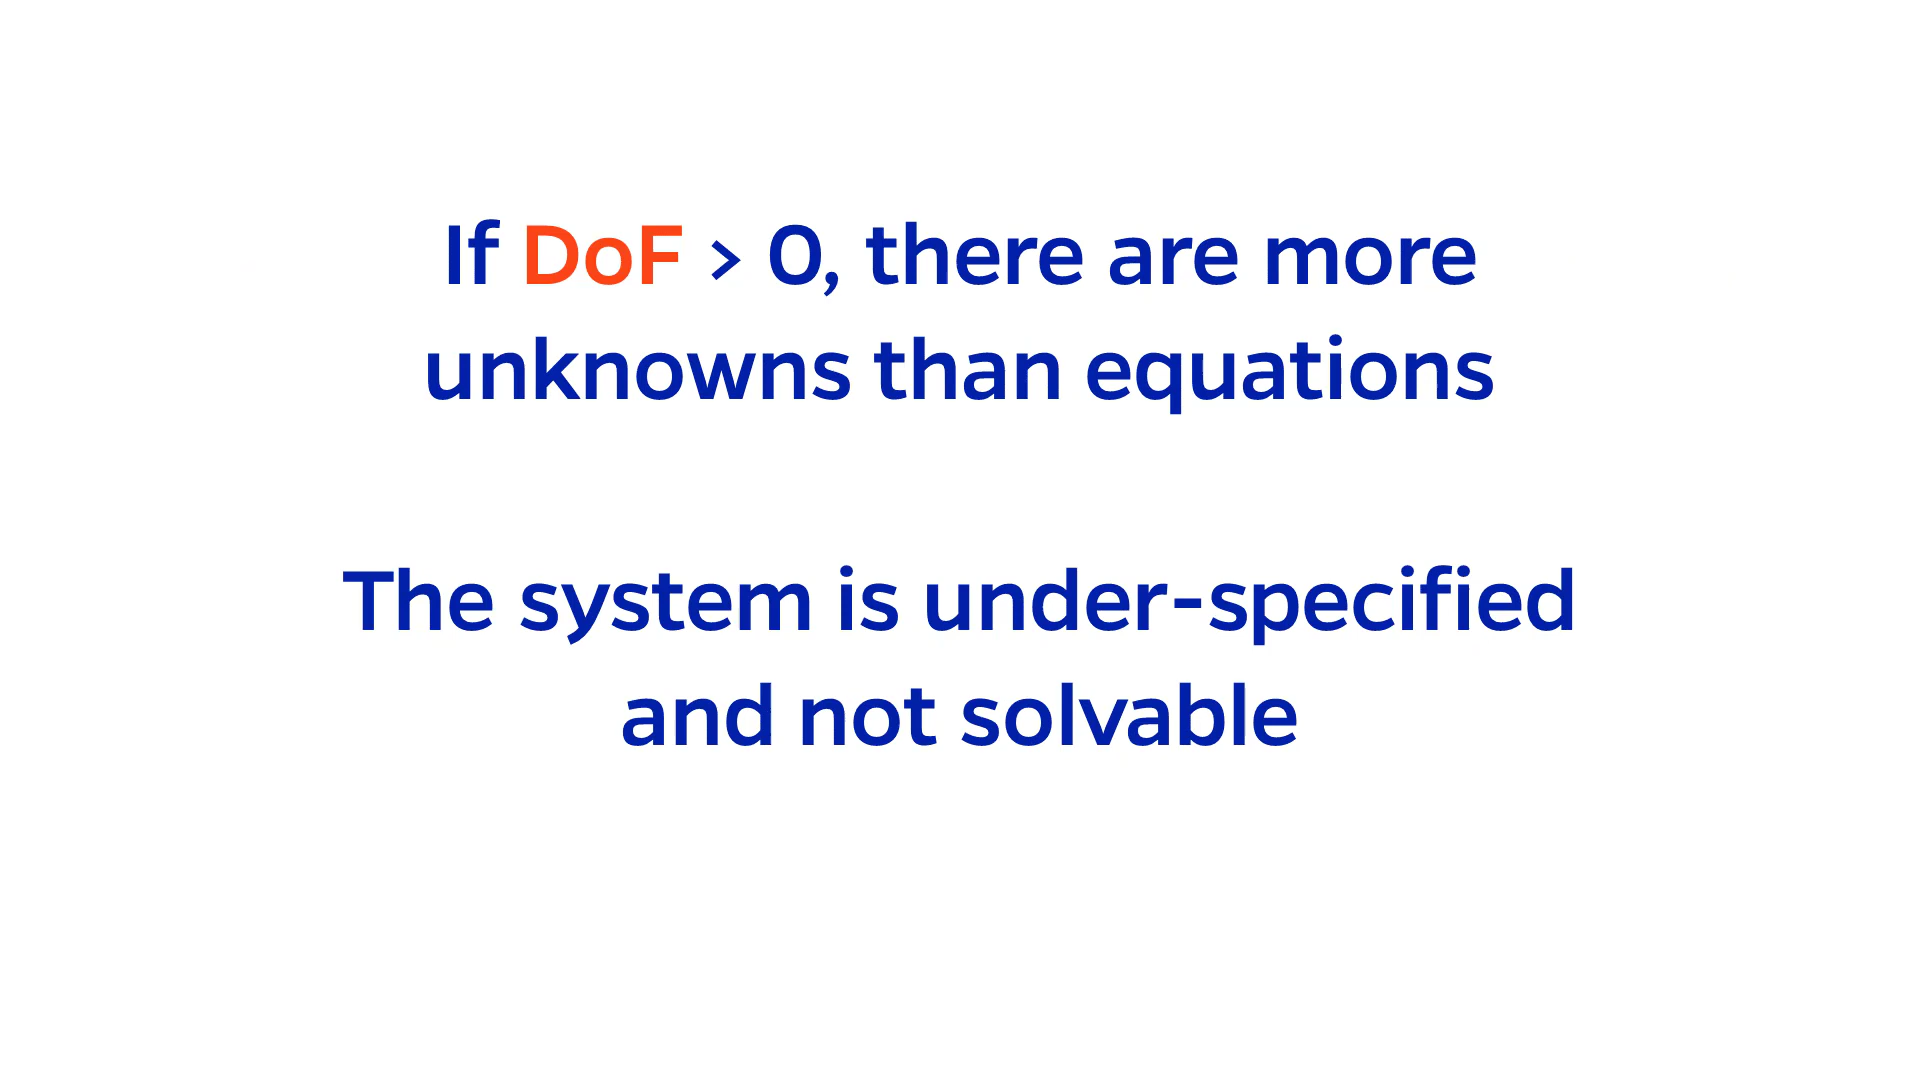 If DoF > 0, there are more
unknowns than equations
The system is under-specified
and not solvable